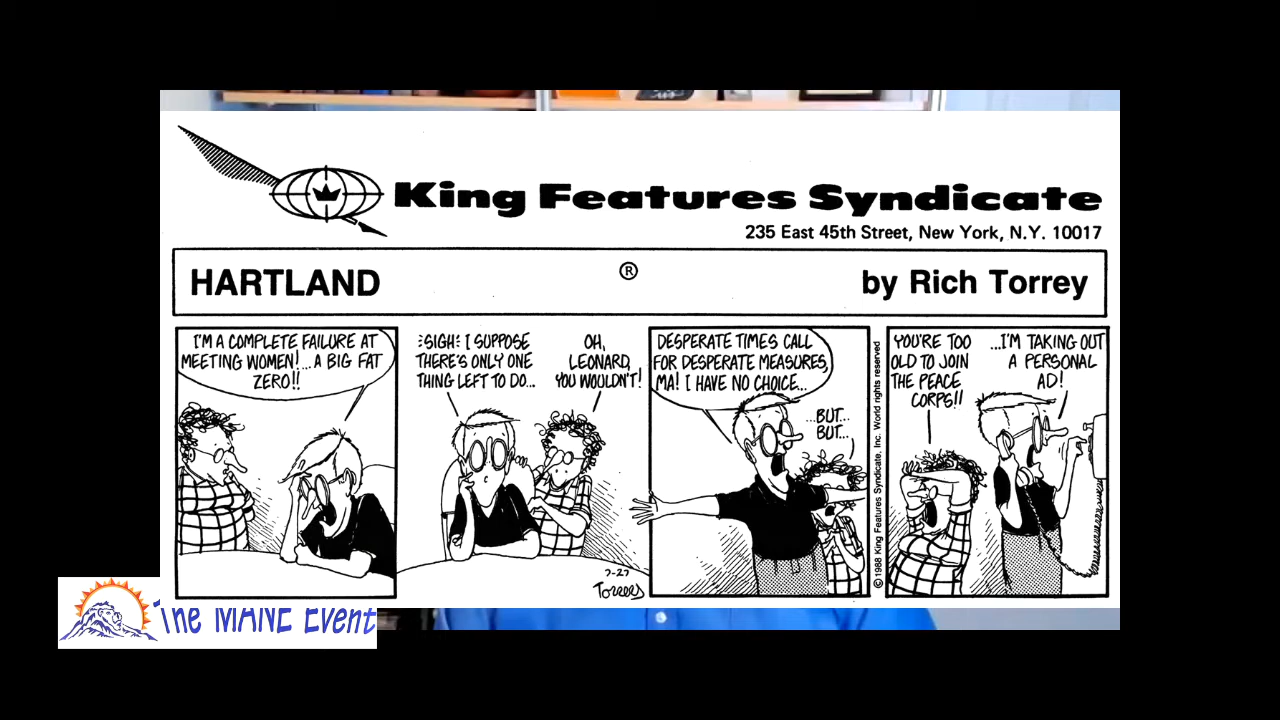 King Features Syndicate
235 East 45th Street, New York, N.Y. 10017
HARTLAND
®
by Rich Torrey
I'M A COMPLETE FAILURE AT
MEETING WOMEN!...A BIG FAT
ZERO!!
SIGH I SUPPOSE
THERE'S ONLY ONE
THING LEFT TO DO...
OH,
LEONARD,
YOU WOULDN'T!
7-27
Torrey
DESPERATE TIMES CALL
FOR DESPERATE MEASURES,
MA! I HAVE NO CHOICE...
...BUT...
BUT...
© 1988 King Features Syndicate, Inc. World rights reserved
YOU'RE TOO
OLD TO JOIN
THE PEACE
CORPS!!
...I'M TAKING OUT
A PERSONAL
AD!
The MANE Event